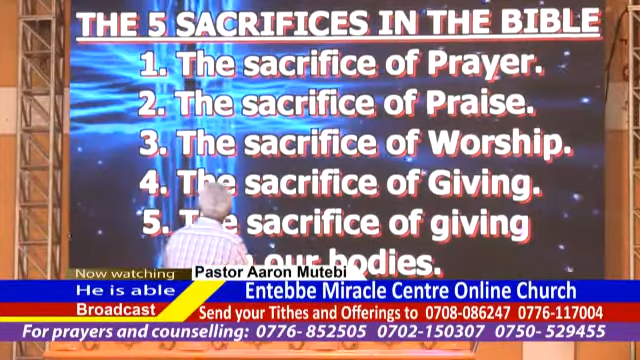 THE 5 SACRIFICES IN THE BIBLE
1. The sacrifice of Prayer.
2. The sacrifice of Praise.
3. The sacrifice of Worship.
4. The sacrifice of Giving.
5. The sacrifice of giving
our bodies.
Now watching
Pastor Aaron Mutebi
He is able
Entebbe Miracle Centre Online Church
Broadcast
Send your Tithes and Offerings to 0708-086247 0776-117004
For prayers and counselling: 0776- 852505 0702-150307 0750- 529455